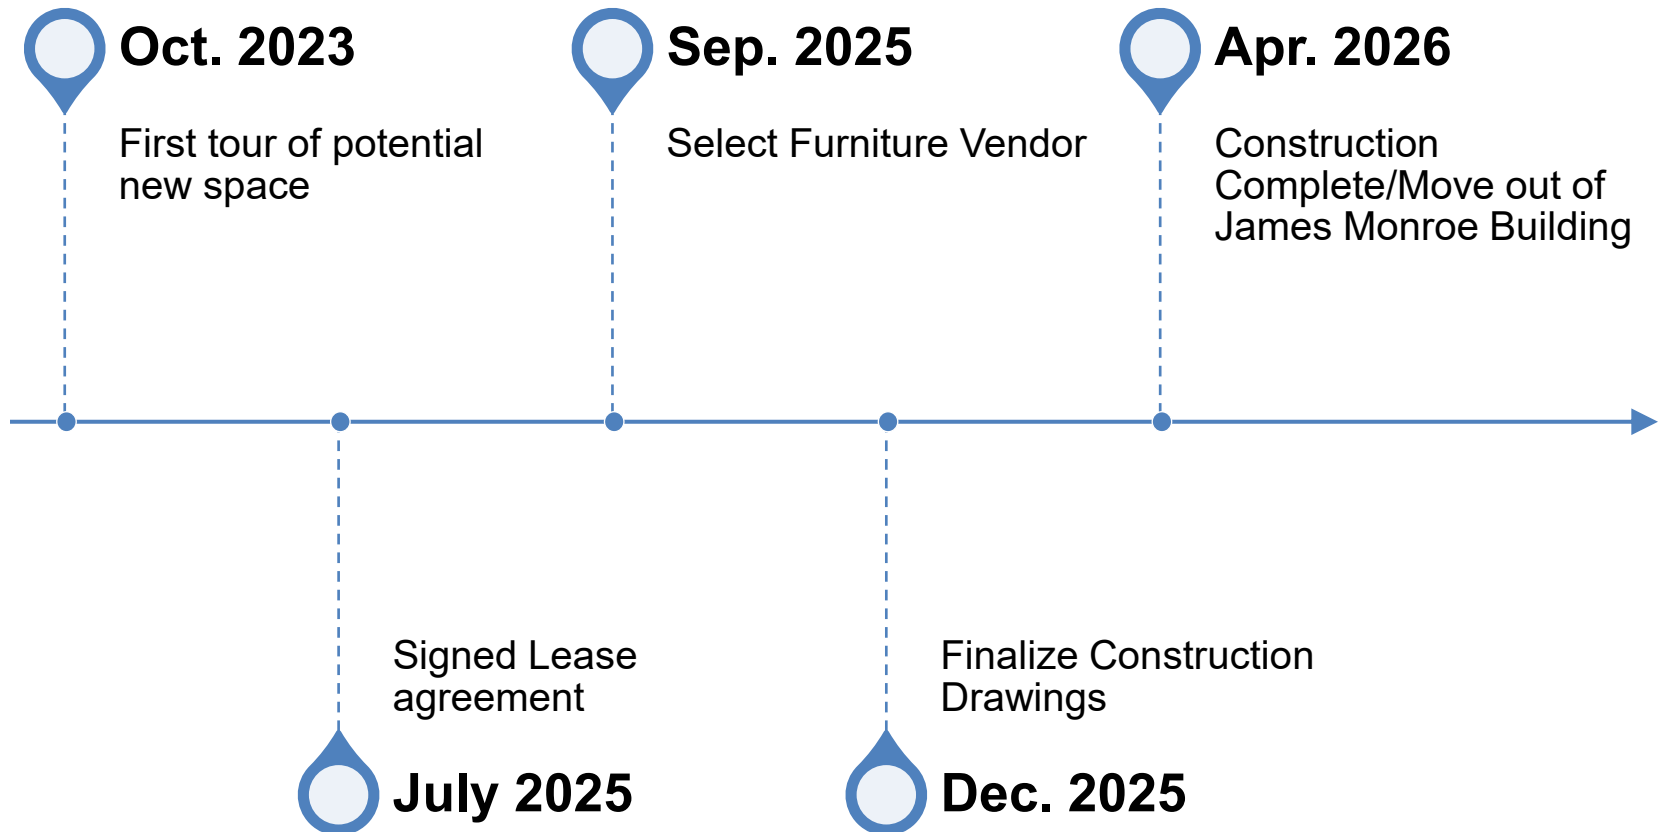 Oct. 2023
First tour of potential
new space
Signed Lease
agreement
July 2025
Sep. 2025
Select Furniture Vendor
Finalize Construction
Drawings
Dec. 2025
Apr. 2026
Construction
Complete/Move out of
James Monroe Building